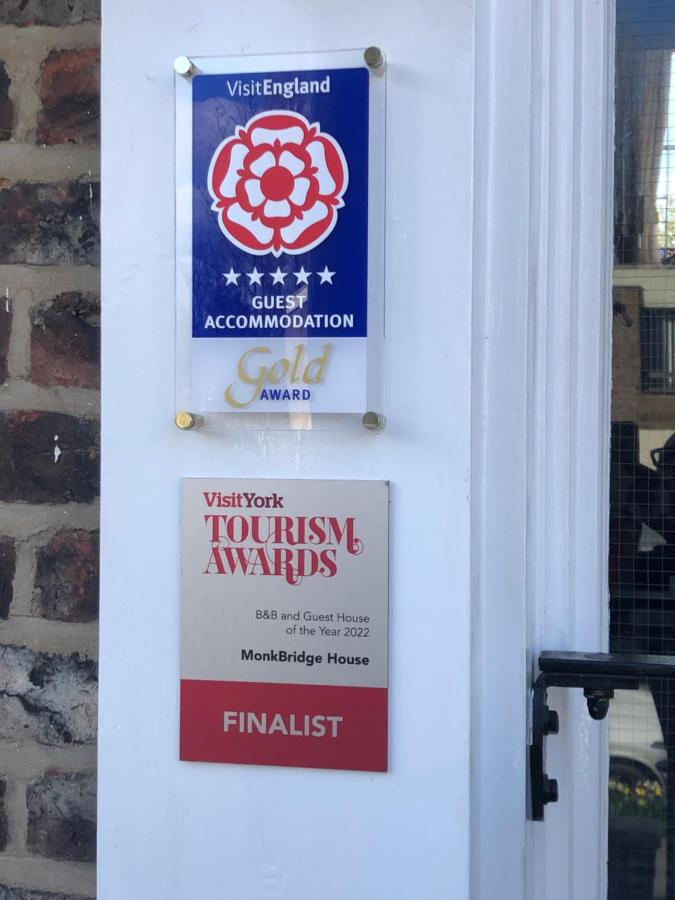 VisitEngland
GUEST
ACCOMMODATION
Gold
AWARD
VisitYork
TOURISM
AWARDS
B&B and Guest House
of the Year 2022
MonkBridge House
FINALIST